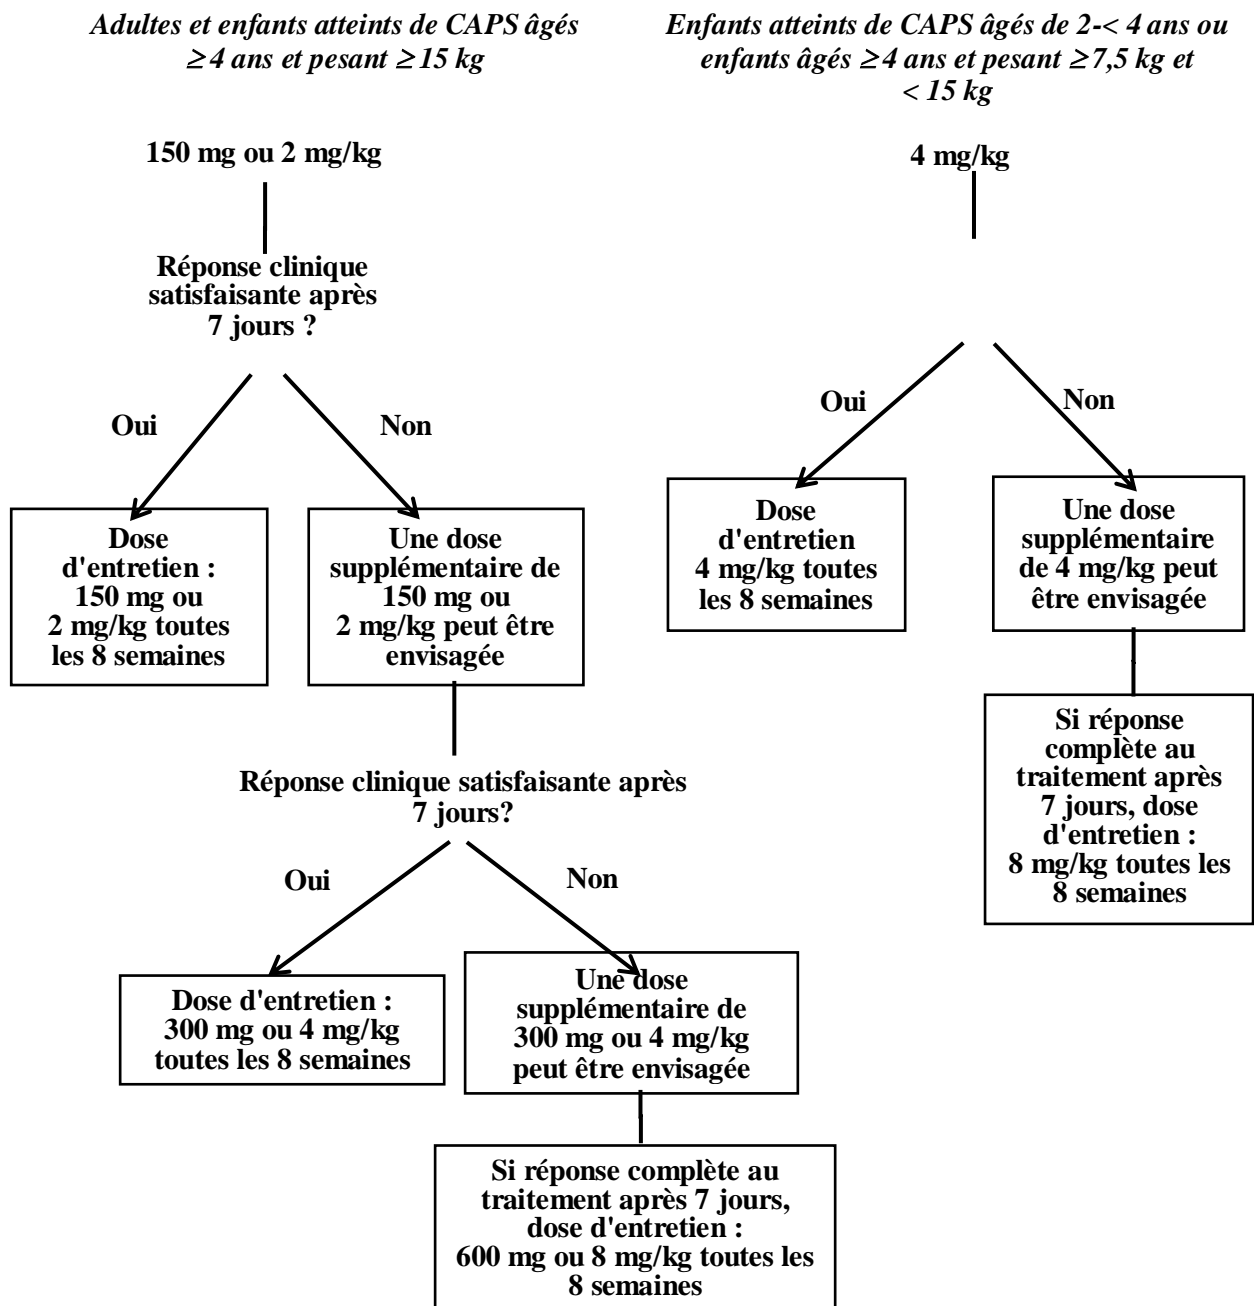 Adultes et enfants atteints de CAPS âgés
≥ 4 ans et pesant ≥ 15 kg
150 mg ou 2 mg/kg
Réponse clinique
satisfaisante après
7 jours ?
Oui
Non
Dose
d'entretien :
150 mg ou
2 mg/kg toutes
les 8 semaines
Une dose
supplémentaire de
150 mg ou
2 mg/kg peut être
envisagée
Réponse clinique satisfaisante après
7 jours?
Oui
Non
Dose d'entretien :
300 mg ou 4 mg/kg
toutes les 8 semaines
Une dose
supplémentaire de
300 mg ou 4 mg/kg
peut être envisagée
Si réponse complète au
traitement après 7 jours,
dose d'entretien :
600 mg ou 8 mg/kg toutes les
8 semaines
Enfants atteints de CAPS âgés de 2-< 4 ans ou
enfants âgés ≥ 4 ans et pesant ≥ 7,5 kg et
< 15 kg
4 mg/kg
Oui
Non
Dose
d'entretien
4 mg/kg toutes
les 8 semaines
Une dose
supplémentaire
de 4 mg/kg peut
être envisagée
Si réponse
complète au
traitement après
7 jours, dose
d'entretien :
8 mg/kg toutes les
8 semaines